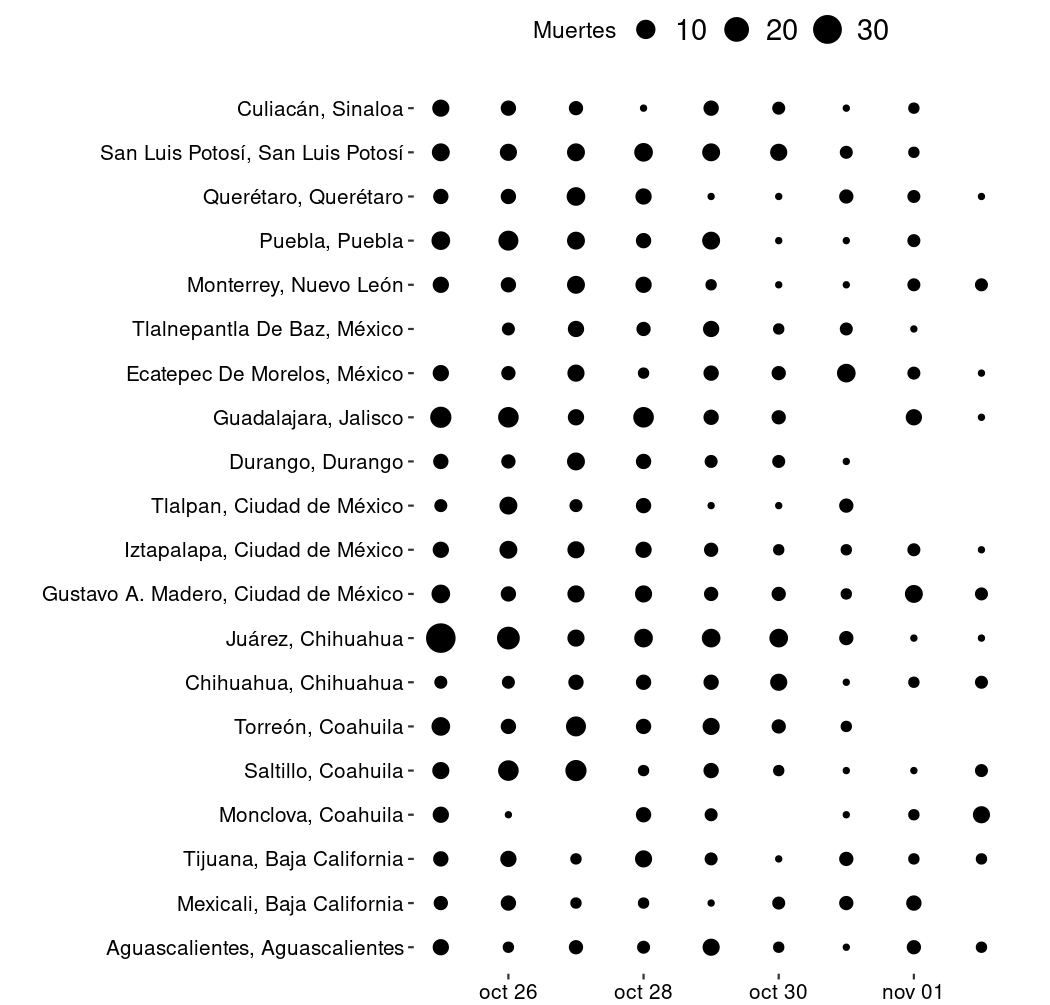 Muertes 10 20 30
Culiacán, Sinaloa
San Luis Potosí, San Luis Potosí
Querétaro, Querétaro
Puebla, Puebla
Monterrey, Nuevo León
Tlalnepantla De Baz, México
Ecatepec De Morelos, México
Guadalajara, Jalisco
Durango, Durango
Tlalpan, Ciudad de México
Iztapalapa, Ciudad de México
Gustavo A. Madero, Ciudad de México
Juárez, Chihuahua
Chihuahua, Chihuahua
Torreón, Coahuila
Saltillo, Coahuila
Monclova, Coahuila
Tijuana, Baja California
Mexicali, Baja California
Aguascalientes, Aguascalientes
oct 26 oct 28 oct 30 nov 01